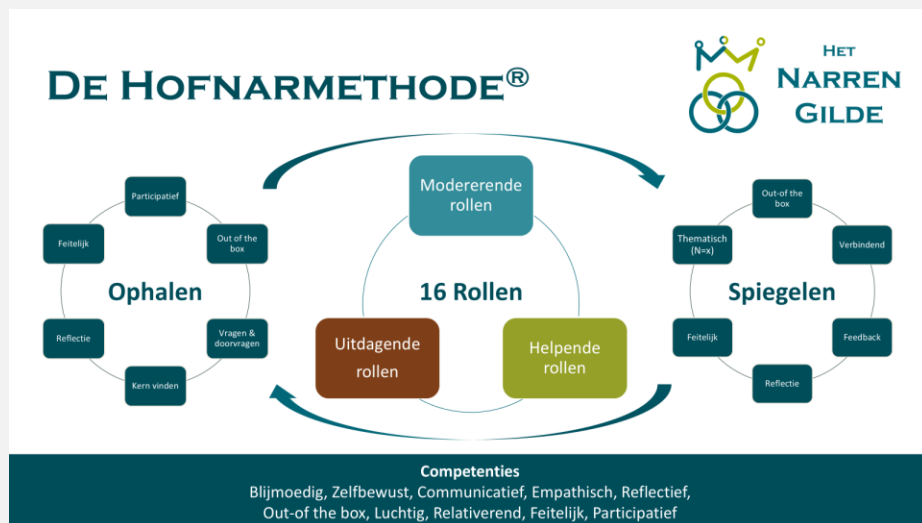 DE HOFNARMETHODE®
HET
NARREN
GILDE
Participatief
Feitelijk
Out of the
box
Ophalen
Reflectie
Vragen &
doorvragen
Kern vinden
Modererende
rollen
16 Rollen
Uitdagende
rollen
Helpende
rollen
Out-of the
box
Thematisch
(N=x)
Verbindend
Spiegelen
Feitelijk
Feedback
Reflectie
Competenties
Blijmoedig, Zelfbewust, Communicatief, Empathisch, Reflectief,
Out-of the box, Luchtig, Relativerend, Feitelijk, Participatief